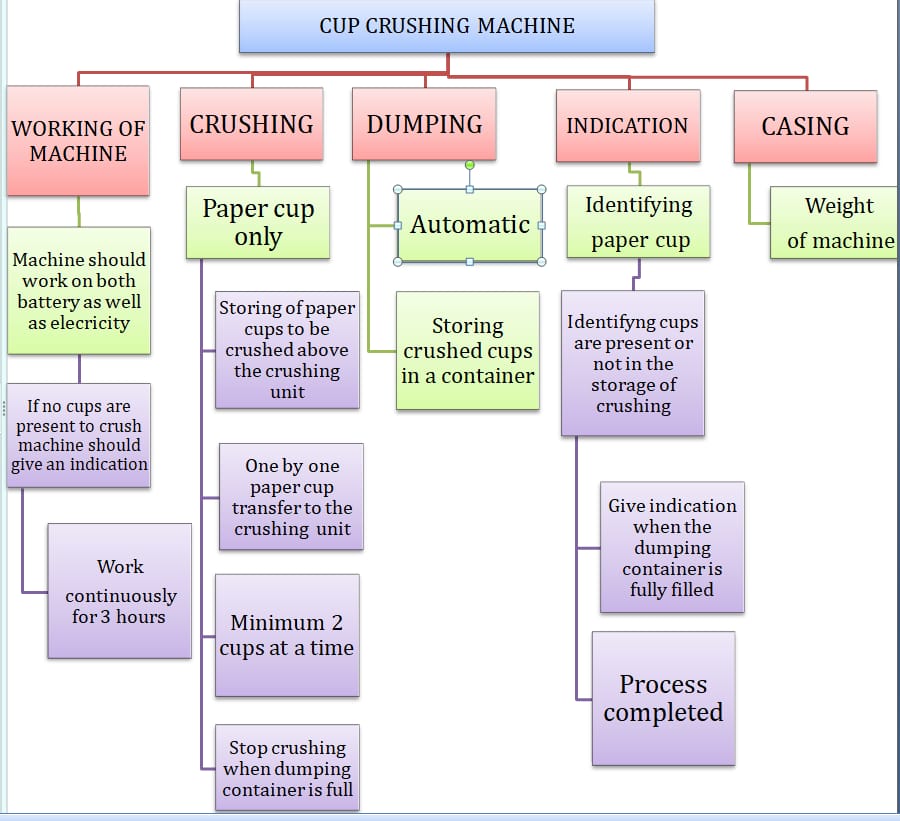 CUP CRUSHING MACHINE
WORKING OF
MACHINE
Machine should
work on both
battery as well
as elecricity
If no cups are
present to crush
machine should
give an indication
Work
continuously
for 3 hours
CRUSHING
Paper cup
only
Storing of paper
cups to be
crushed above
the crushing
unit
One by one
paper cup
transfer to the
crushing unit
Minimum 2
cups at a time
Stop crushing
when dumping
container is full
DUMPING
Automatic
Storing
crushed cups
in a container
INDICATION
Identifying
paper cup
Identifyng cups
are present or
not in the
storage of
crushing
Give indication
when the
dumping
container is
fully filled
Process
completed
CASING
Weight
of machine